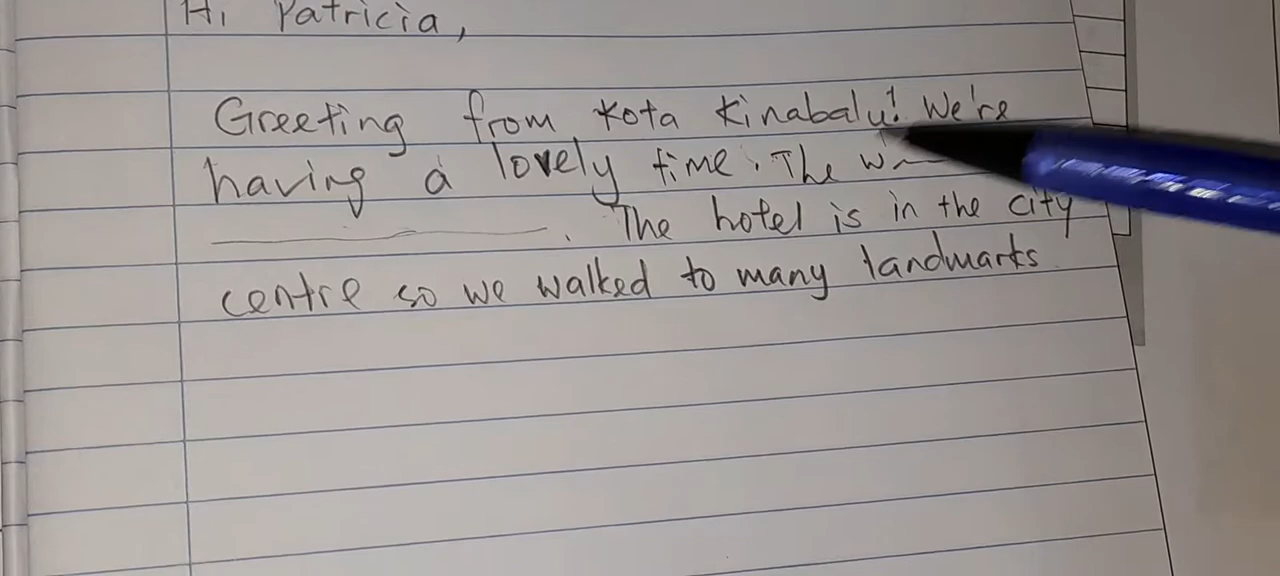 Hi Patricia,
Greeting from Kota Kinabalu! We're
having a lovely time. The
. The hotel is in the city
centre so we walked to many landmarks